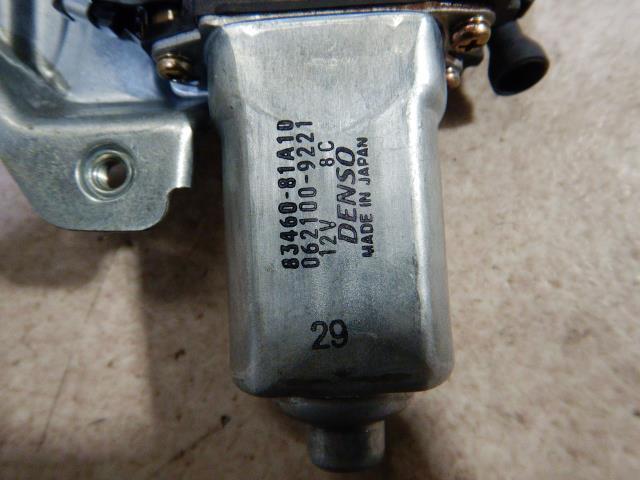 83460-81A10
062100-9221
12V 8C
DENSO
MADE IN JAPAN
29